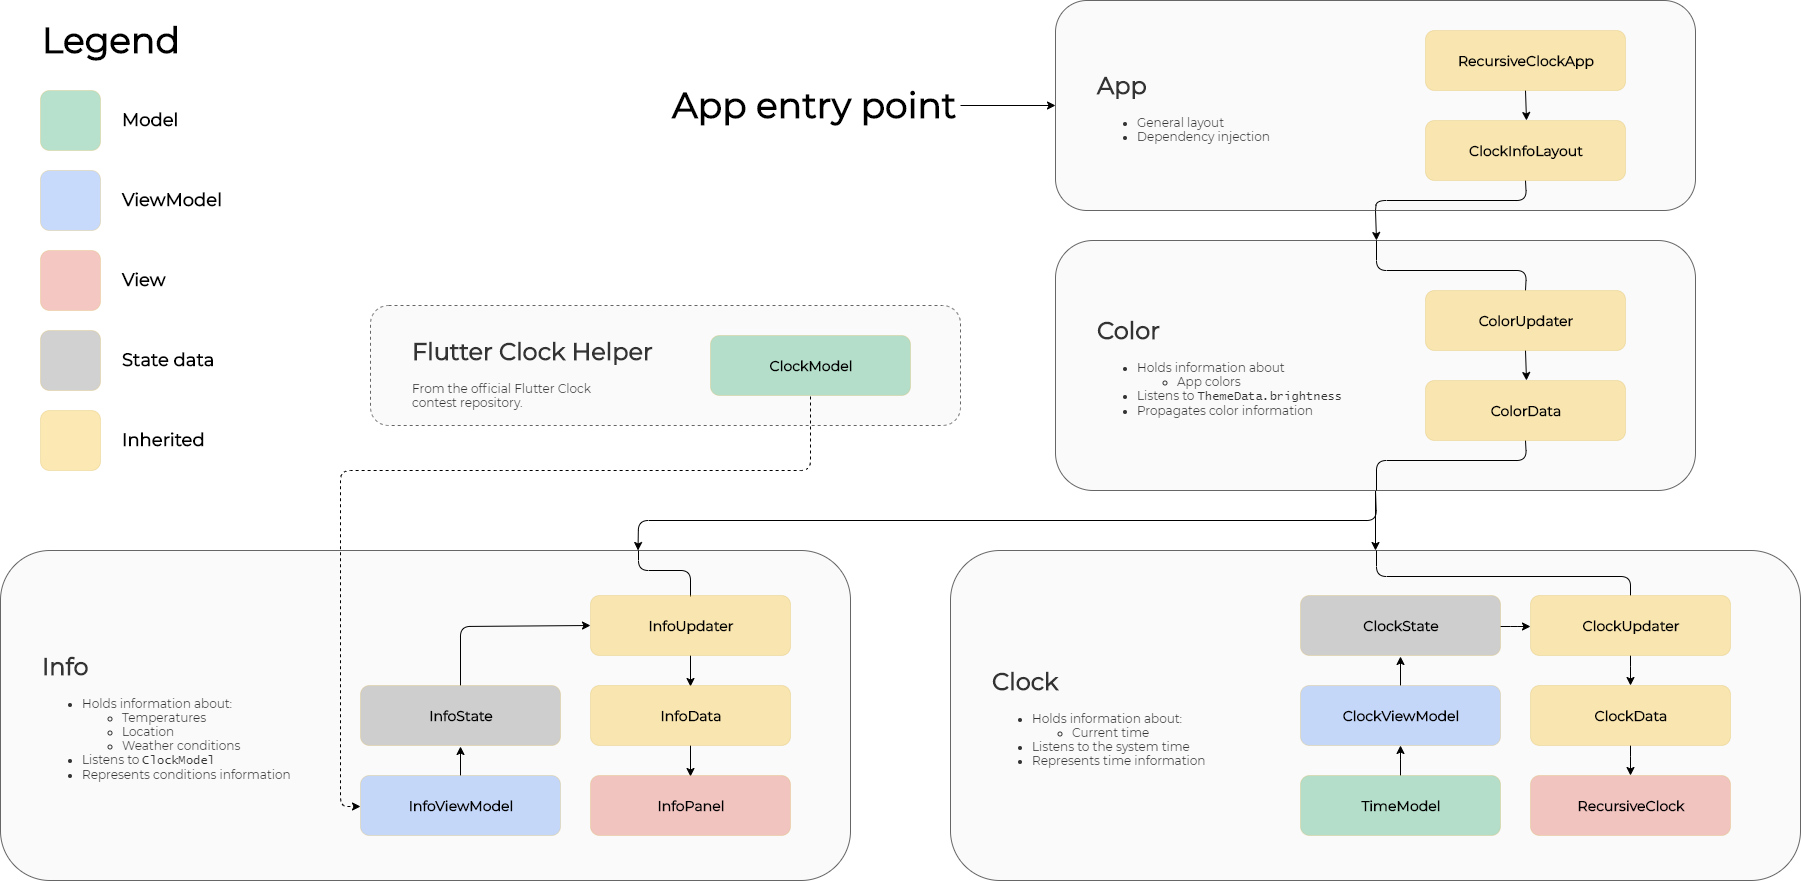 Legend
Model
ViewModel
View
State data
Inherited
App entry point
App
General layout
Dependency injection
RecursiveClockApp
ClockInfoLayout
Color
Holds information about
App colors
Listens to ThemeData.brightness
Propagates color information
ColorUpdater
ColorData
Flutter Clock Helper
From the official Flutter Clock
contest repository.
ClockModel
Info
Holds information about:
Temperatures
Location
Weather conditions
Listens to ClockModel
Represents conditions information
InfoState
InfoViewModel
InfoUpdater
InfoData
InfoPanel
Clock
Holds information about:
Current time
Listens to the system time
Represents time information
ClockState
ClockViewModel
TimeModel
ClockUpdater
ClockData
RecursiveClock